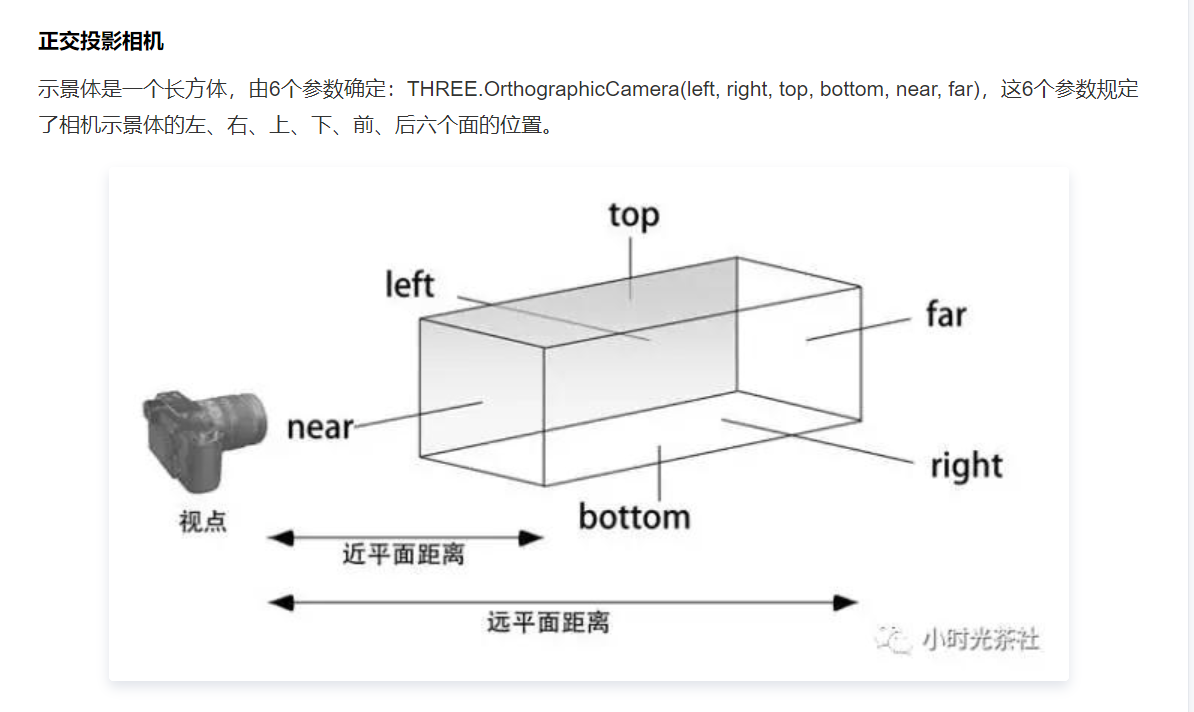 正交投影相机
示景体是一个长方体，由6个参数确定：THREE.OrthographicCamera(left, right, top, bottom, near, far)，这6个参数规定
了相机示景体的左、右、上、下、前、后六个面的位置。
top
left
far
near
right
视点
bottom
近平面距离
远平面距离
小时光茶社